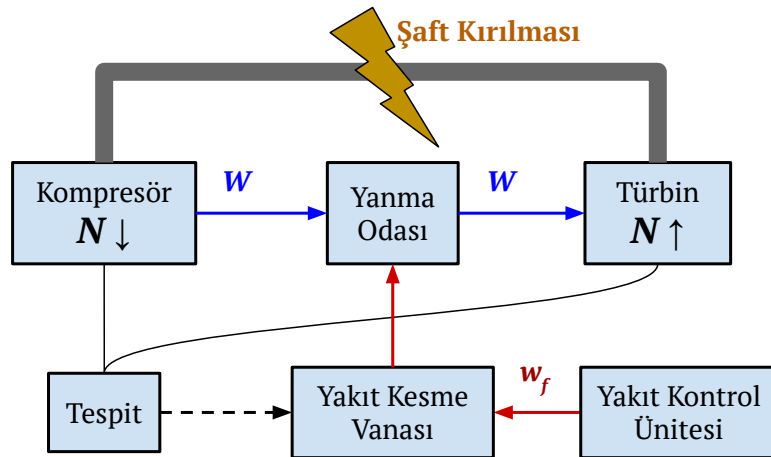 Şaft Kırılması
Kompresör
N ↓
W
Yanma
Odası
W
Türbin
N ↑
Tespit
Yakıt Kesme
Vanası
w_f
Yakıt Kontrol
Ünitesi